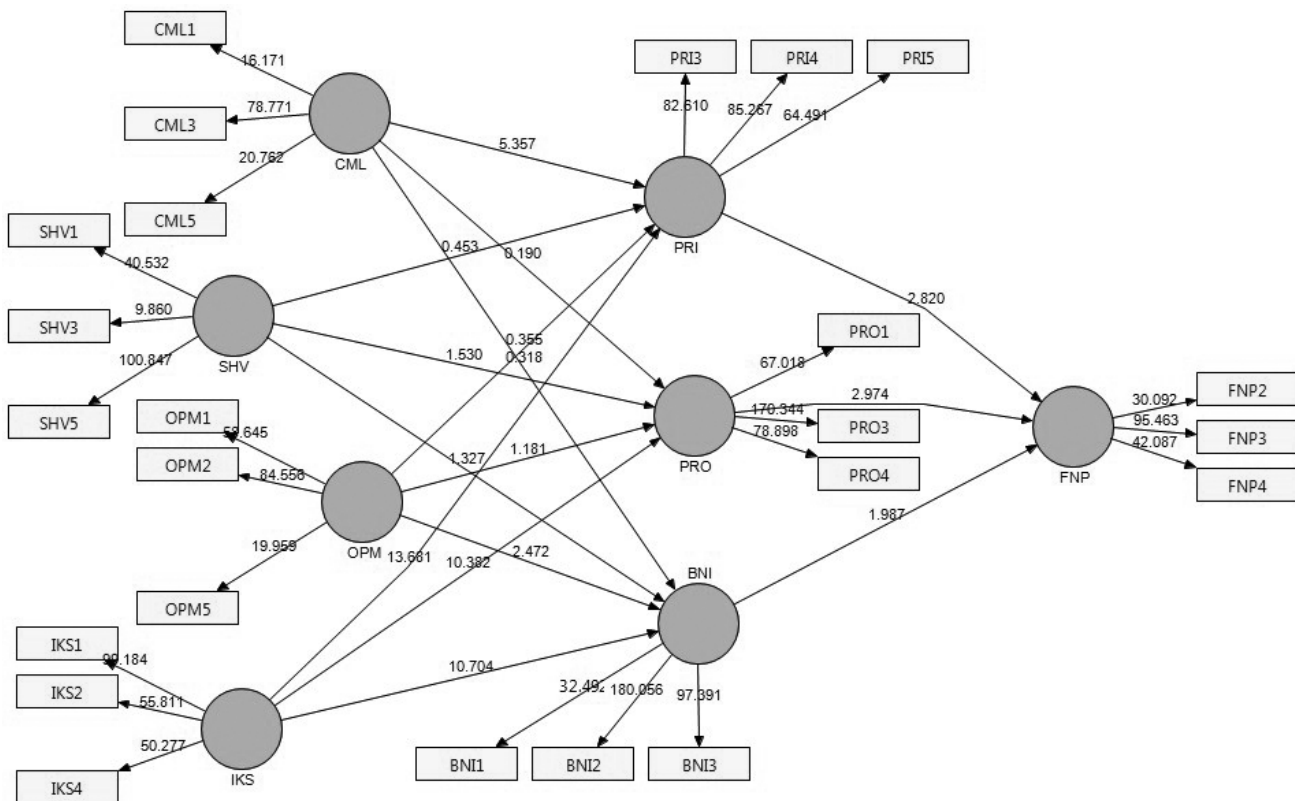 CML1
16.171
CML3
78.771
CML5
20.762
CML
PRI3
PRI4
PRI5
82.610
85.267
64.491
PRI
5.357
SHV1
40.532
SHV3
9.860
SHV5
100.847
SHV
0.453
0.190
0.355
0.318
1.530
2.820
PRO1
67.018
PRO3
170.344
PRO4
78.898
PRO
2.974
FNP2
30.092
FNP3
95.463
FNP4
42.087
FNP
OPM1
OPM2
84.556
OPM5
19.959
OPM
1.327
1.181
2.472
13.681
10.382
1.987
BNI
IKS1
IKS2
55.811
IKS4
50.277
IKS
10.704
32.492
180.056
97.391
BNI1
BNI2
BNI3